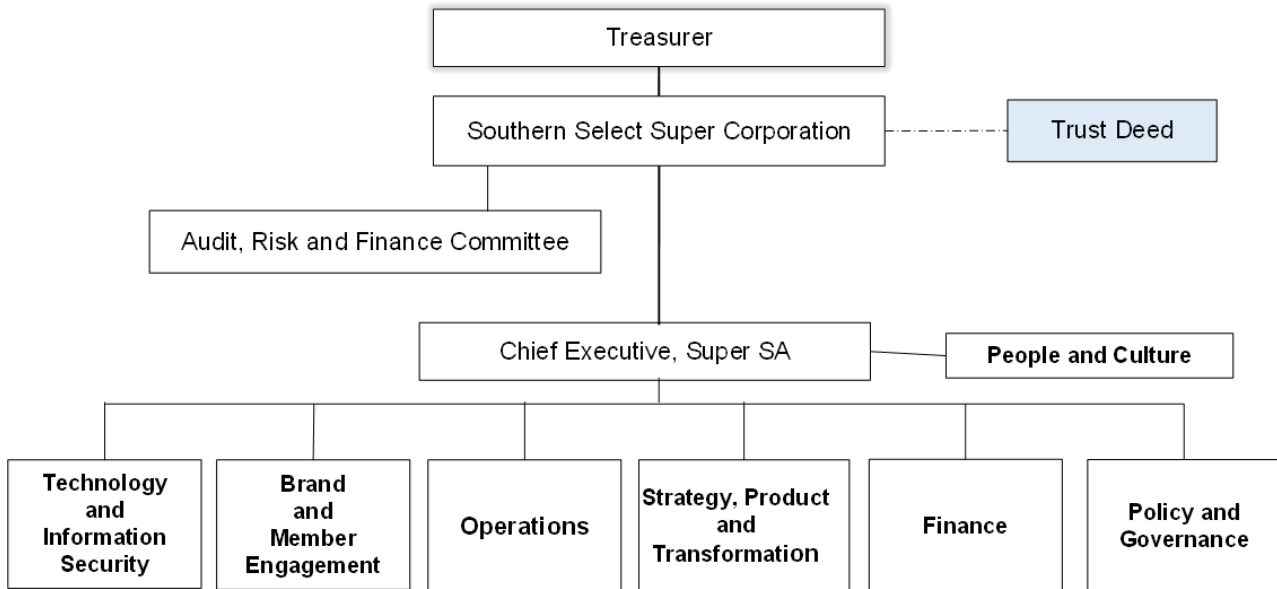 Treasurer
Southern Select Super Corporation
Trust Deed
Audit, Risk and Finance Committee
Chief Executive, Super SA
People and Culture
Technology
and
Information
Security
Brand
and
Member
Engagement
Operations
Strategy, Product
and
Transformation
Finance
Policy and
Governance